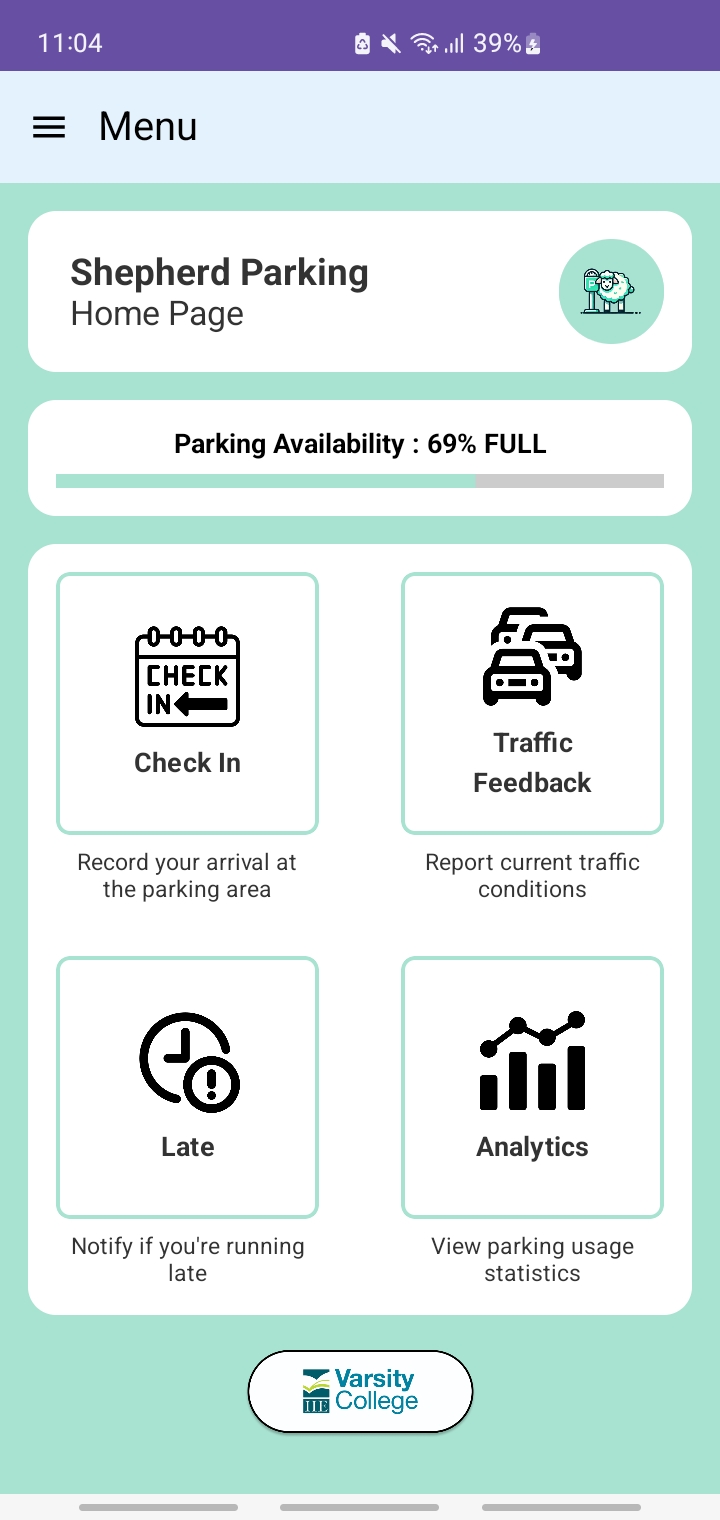 11:04
39%
Menu
Shepherd Parking
Home Page
Parking Availability : 69% FULL
CHECK
IN
Check In
Traffic
Feedback
Record your arrival at
the parking area
Report current traffic
conditions
Late
Analytics
Notify if you're running
late
View parking usage
statistics
Varsity
College
IIE